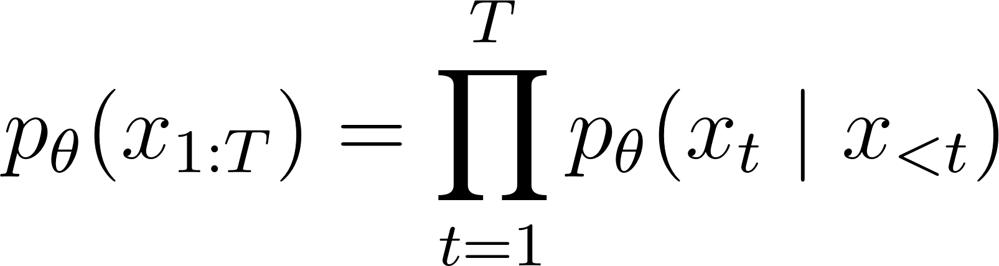 p_θ(x_{1:T}) = ∏_{t=1}^{T} p_θ(x_t | x_{<t})